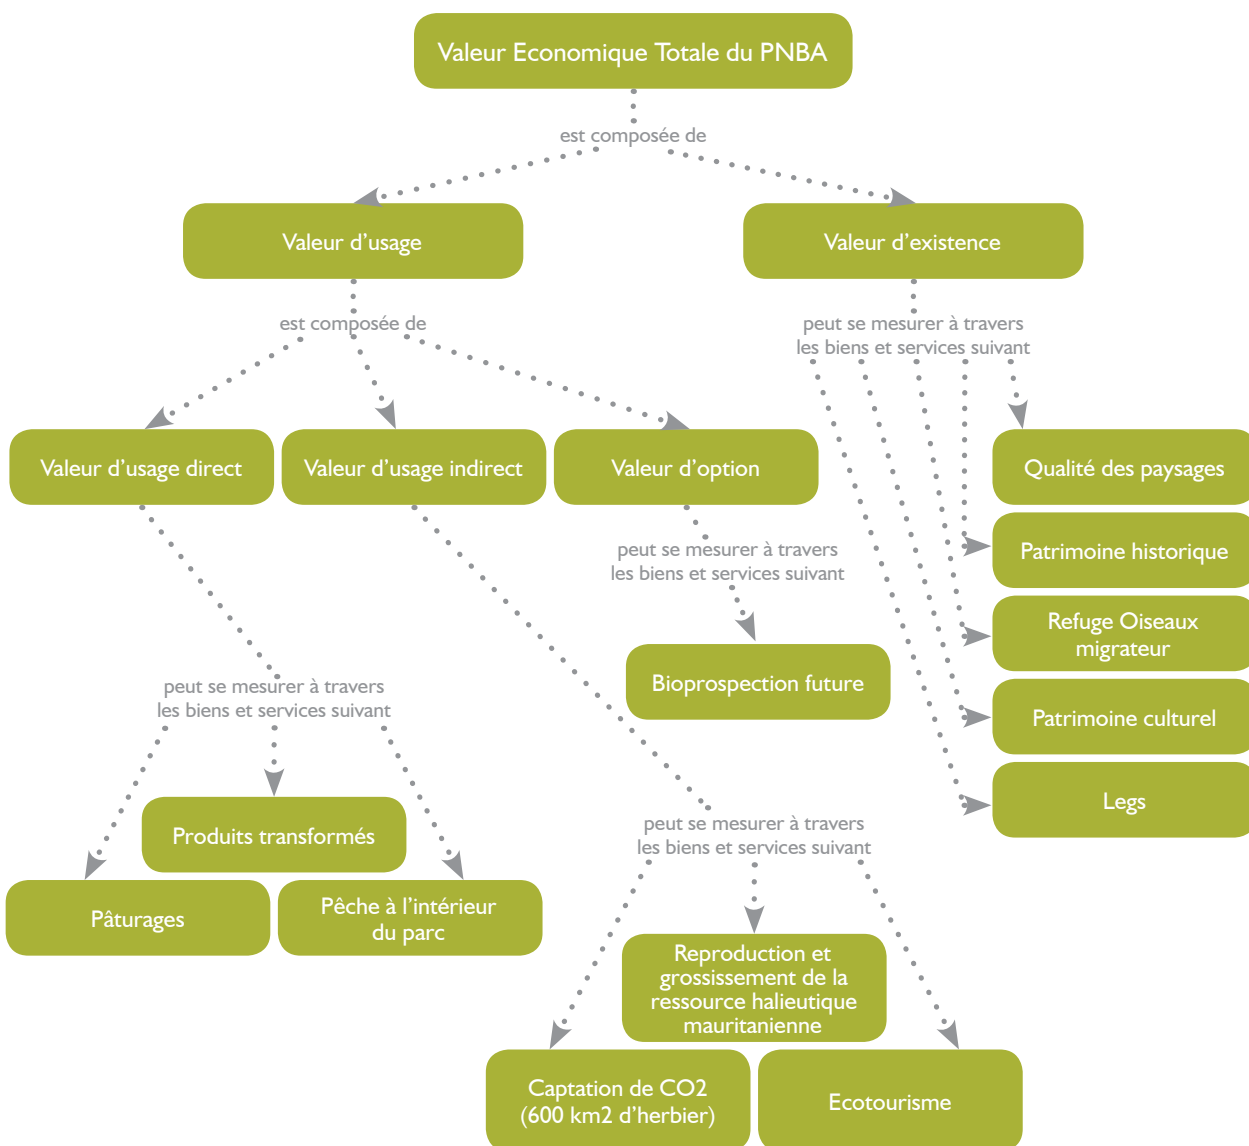 Valeur Economique Totale du PNBA
est composée de
Valeur d'usage
Valeur d'existence
est composée de
peut se mesurer à travers
les biens et services suivant
Valeur d'usage direct
Valeur d'usage indirect
Valeur d'option
Qualité des paysages
peut se mesurer à travers
les biens et services suivant
Patrimoine historique
Refuge Oiseaux
migrateur
Bioprospection future
peut se mesurer à travers
les biens et services suivant
Patrimoine culturel
Legs
Produits transformés
peut se mesurer à travers
les biens et services suivant
Pâturages
Pêche à l'intérieur
du parc
Reproduction et
grossissement de la
ressource halieutique
mauritanienne
Captation de CO2
(600 km2 d'herbier)
Ecotourisme